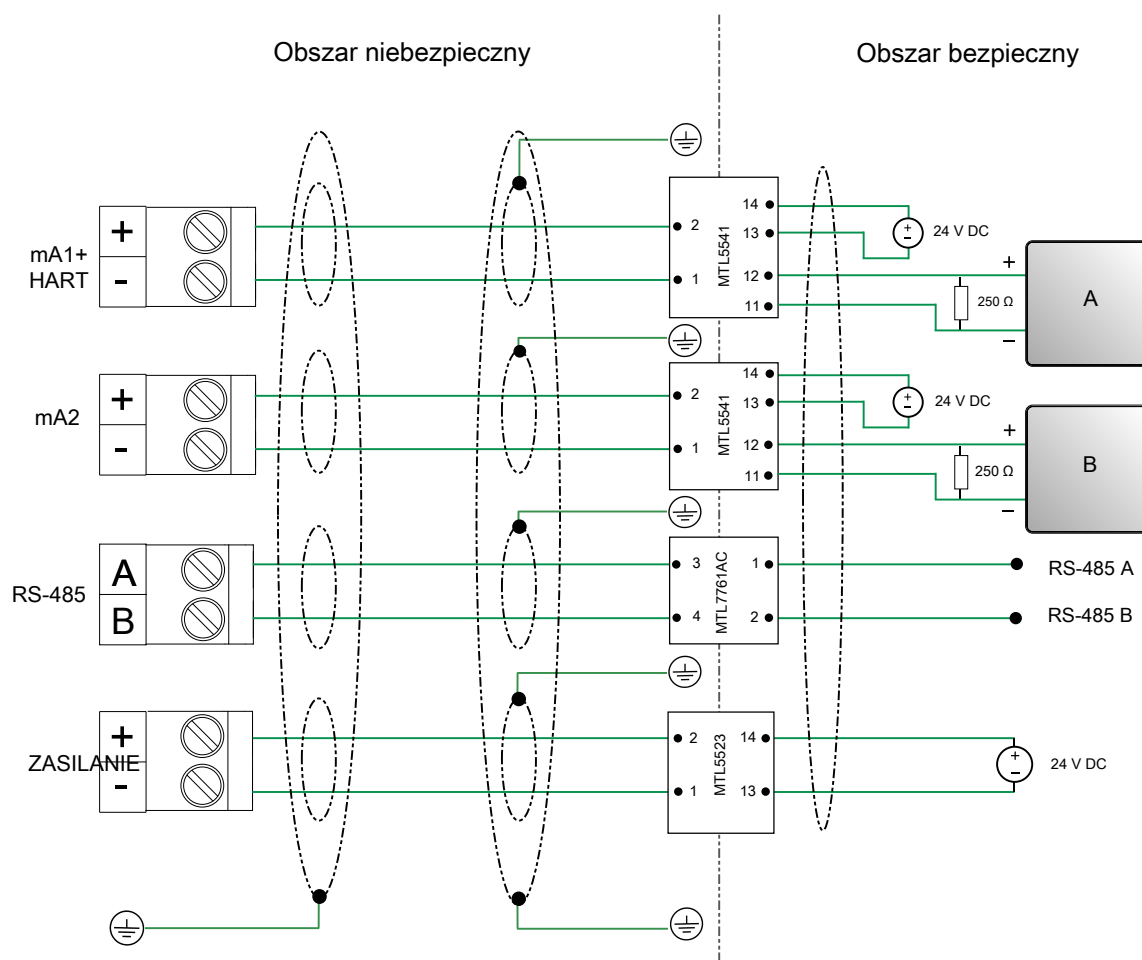 Obszar niebezpieczny
Obszar bezpieczny
mA1+
HART
+
-
2
1
MTL5541
14
13
12
11
+
-
24 V DC
250 Ω
+
–
A
mA2
+
-
2
1
MTL5541
14
13
12
11
+
-
24 V DC
250 Ω
+
–
B
RS-485
A
B
3
4
MTL7761AC
1
2
RS-485 A
RS-485 B
ZASILANIE
+
-
2
1
MTL5523
14
13
+
-
24 V DC